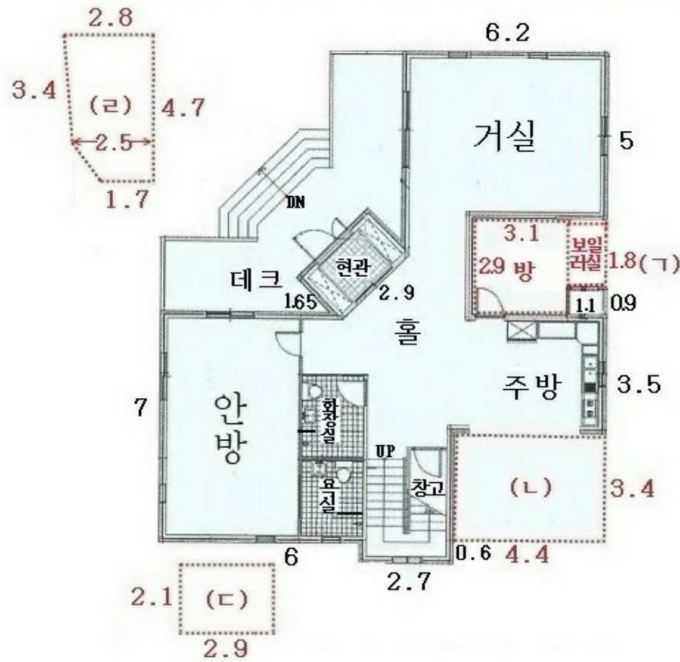 2.8
6.2
3.4
(ㄹ)
4.7
2.5
1.7
거실
5
DN
3.1
보일
러실
2.9
방
1.8
(ㄱ)
현관
데크
1.65
2.9
1.1
0.9
홀
7
안
방
화장실
주방
3.5
UP
창고
요실
(ㄴ)
3.4
6
0.6
4.4
2.7
2.1
(ㄷ)
2.9